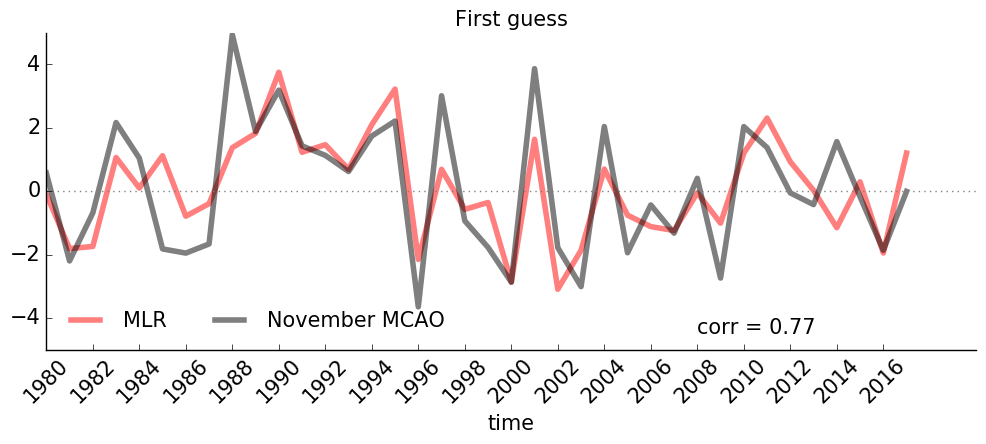 First guess
4
2
0
−2
−4
MLR
November MCAO
corr = 0.77
1980 1982 1984 1986 1988 1990 1992 1994 1996 1998 2000 2002 2004 2006 2008 2010 2012 2014 2016
time